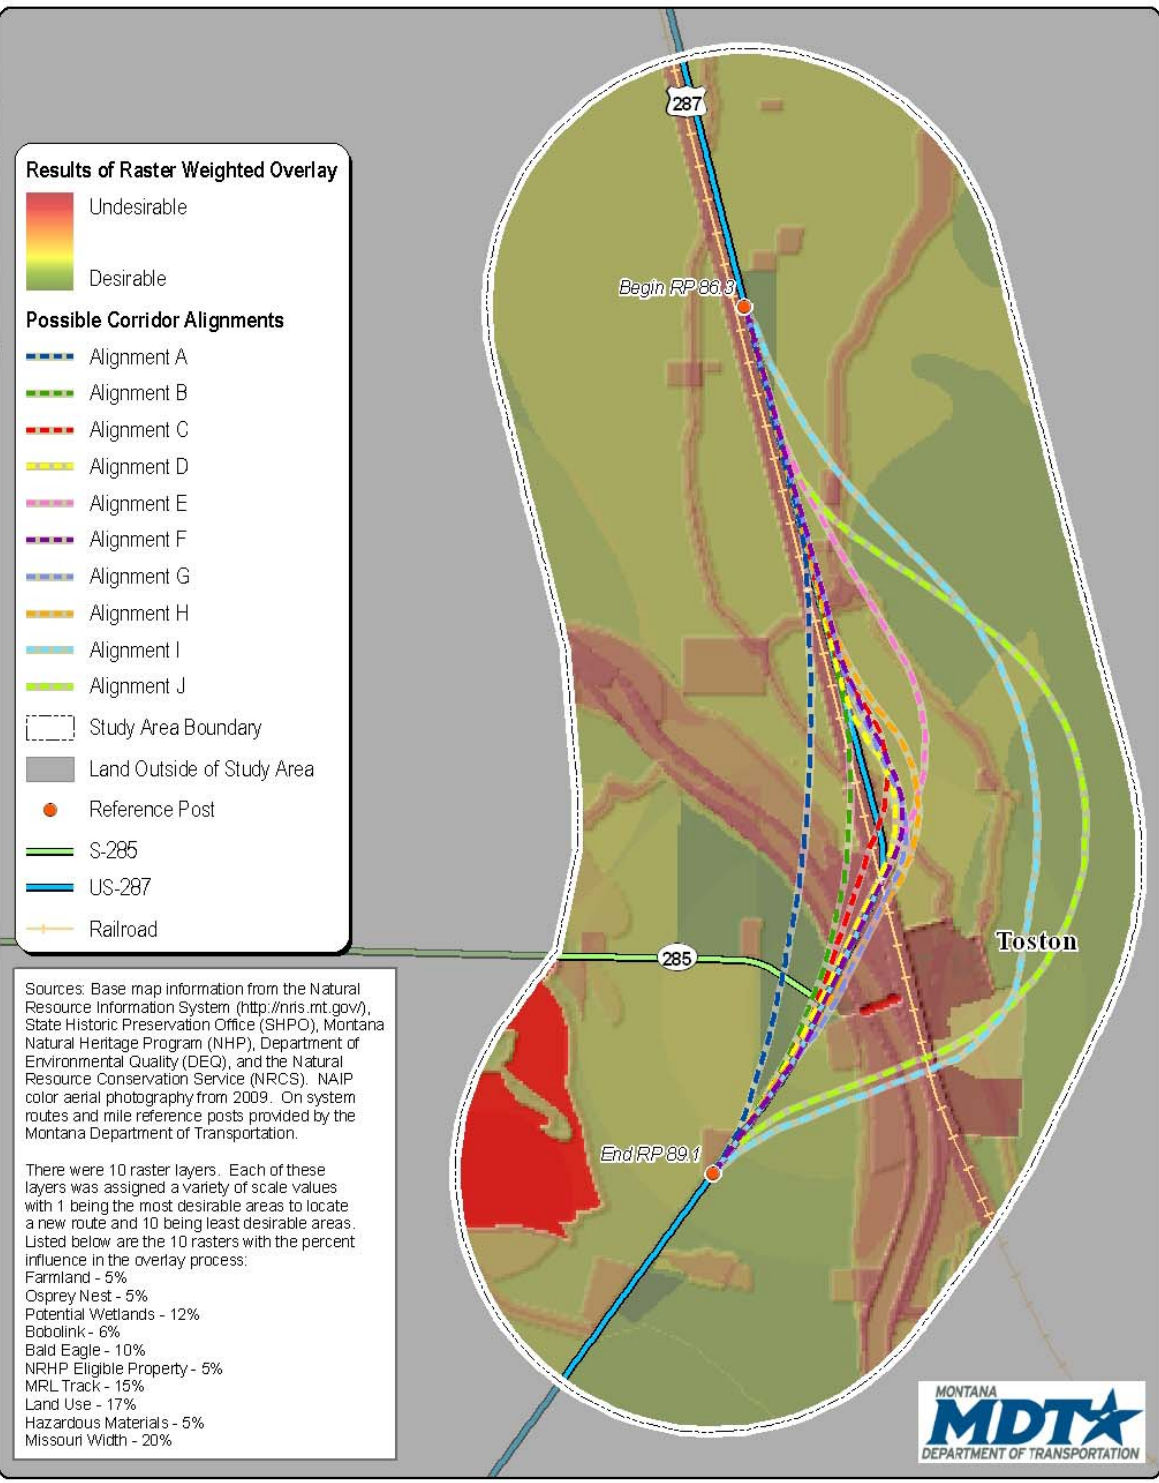 287
Results of Raster Weighted Overlay
Undesirable
Desirable
Possible Corridor Alignments
Alignment A
Alignment B
Alignment C
Alignment D
Alignment E
Alignment F
Alignment G
Alignment H
Alignment I
Alignment J
Study Area Boundary
Land Outside of Study Area
Reference Post
S-285
US-287
Railroad
Begin RP 86.3
Toston
285
End RP 89.1
Sources: Base map information from the Natural
Resource Information System (http://nris.mt.gov/),
State Historic Preservation Office (SHPO), Montana
Natural Heritage Program (NHP), Department of
Environmental Quality (DEQ), and the Natural
Resource Conservation Service (NRCS). NAIP
color aerial photography from 2009. On system
routes and mile reference posts provided by the
Montana Department of Transportation.
There were 10 raster layers. Each of these
layers was assigned a variety of scale values
with 1 being the most desirable areas to locate
a new route and 10 being least desirable areas.
Listed below are the 10 rasters with the percent
influence in the overlay process:
Farmland - 5%
Osprey Nest - 5%
Potential Wetlands - 12%
Bobolink - 6%
Bald Eagle - 10%
NRHP Eligible Property - 5%
MRL Track - 15%
Land Use - 17%
Hazardous Materials - 5%
Missouri Width - 20%
MONTANA
MDT
DEPARTMENT OF TRANSPORTATION